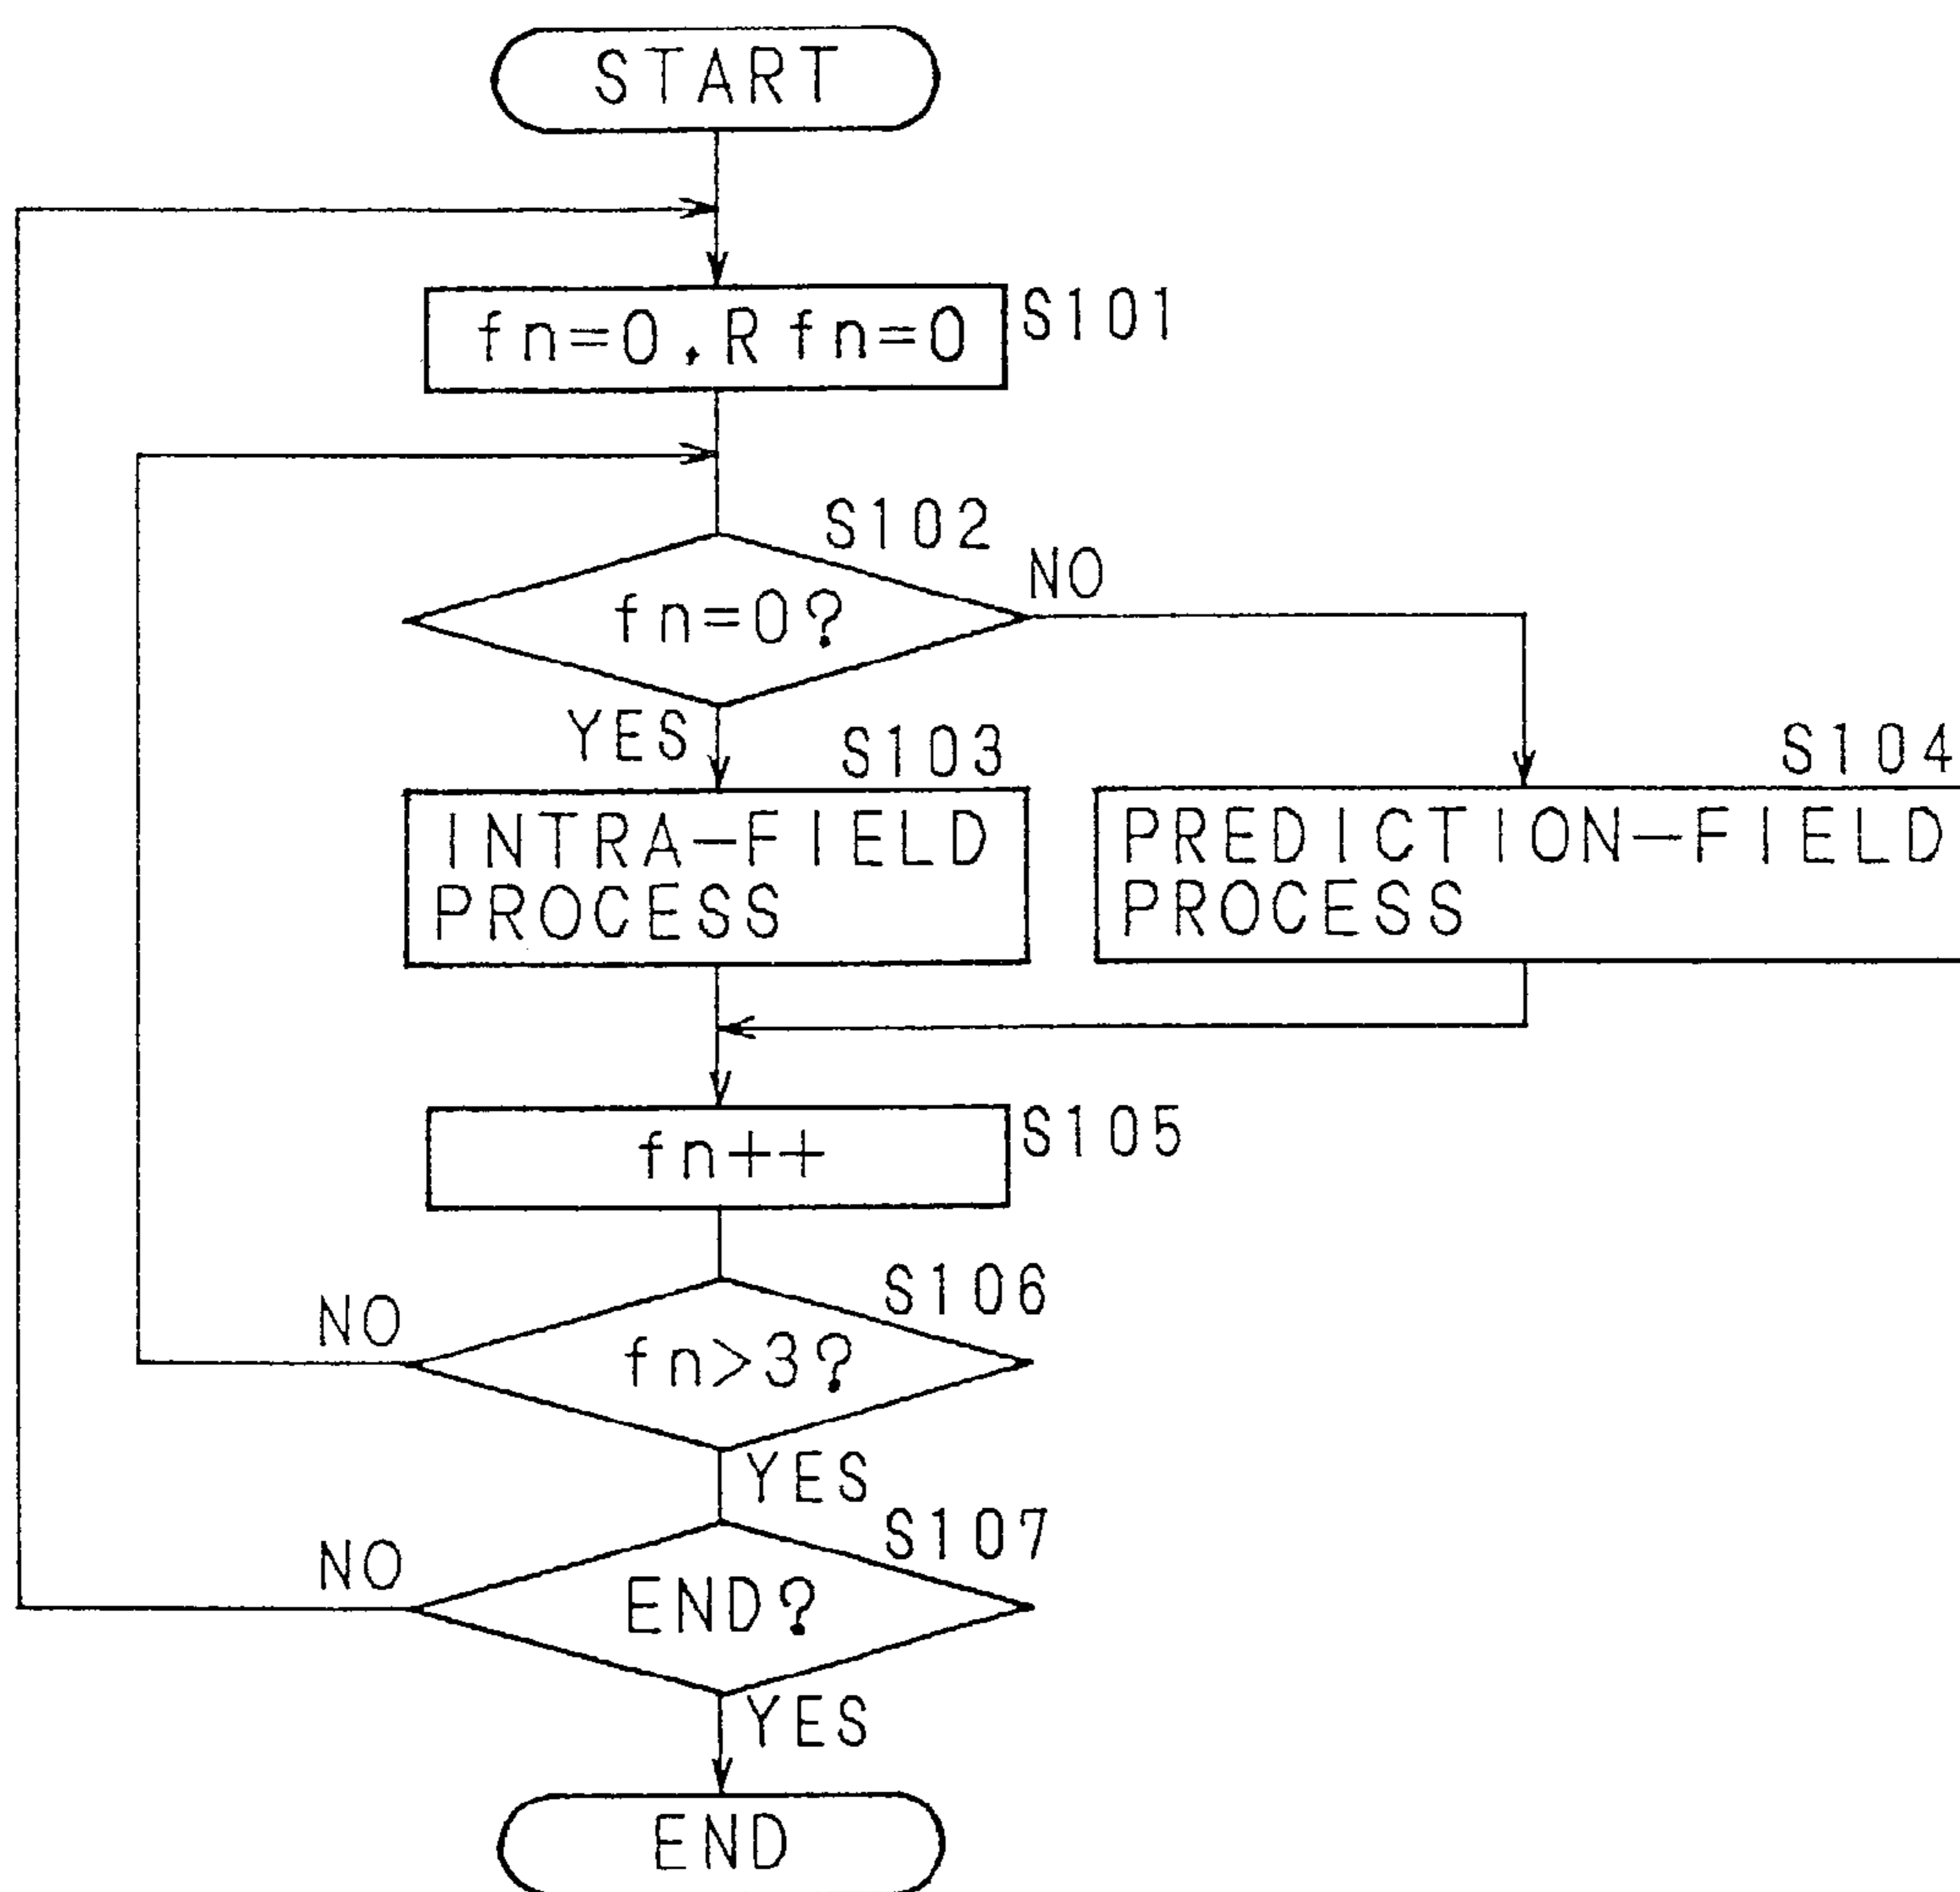 START
fn=0,Rfn=0
S101
S102
fn=0?
NO
YES
S103
INTRA-FIELD
PROCESS
S104
PREDICTION-FIELD
PROCESS
fn++
S105
S106
NO
fn>3?
YES
S107
NO
END?
YES
END